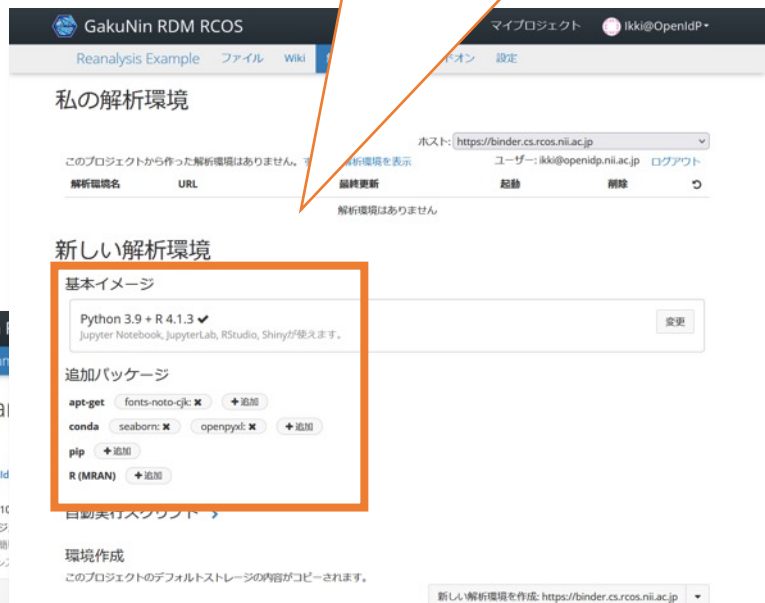 GakuNin RDM RCOS
マイプロジェクト
Ikki@OpenIdP
Reanalysis Example ファイル Wiki
ドオン 設定
私の解析環境
ホスト: https://binder.cs.rcos.nii.ac.jp
このプロジェクトから作った解析環境はありません。 解析環境を表示
ユーザー: ikki@openidp.nii.ac.jp ログアウト
解析環境名 URL 最終更新 起動 削除
解析環境はありません
新しい解析環境
基本イメージ
Python 3.9 + R 4.1.3 ✔
Jupyter Notebook, JupyterLab, RStudio, Shinyが使えます。
変更
追加パッケージ
apt-get fonts-noto-cjk: ✖ +追加
conda seaborn: ✖ openpyxl: ✖ +追加
pip +追加
R (MRAN) +追加
自動実行スクリプト >
環境作成
このプロジェクトのデフォルトストレージの内容がコピーされます。
新しい解析環境を作成: https://binder.cs.rcos.nii.ac.jp